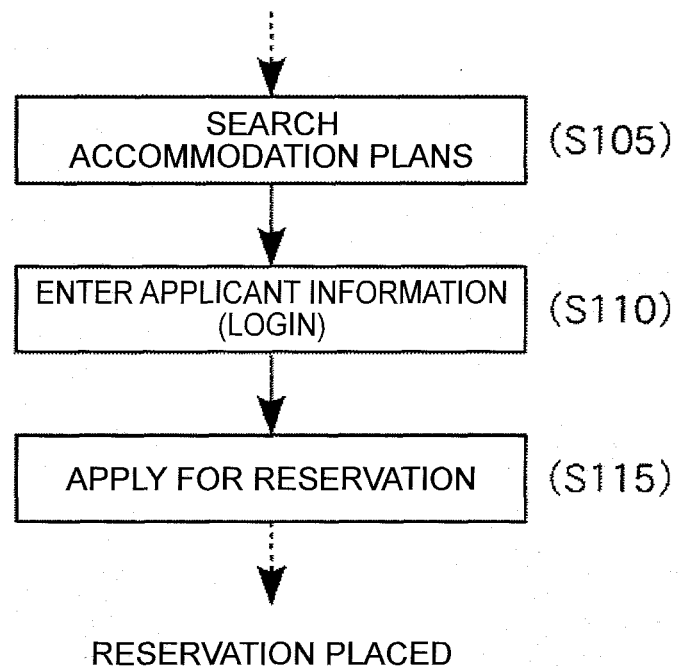 SEARCH
ACCOMMODATION PLANS
(S105)
ENTER APPLICANT INFORMATION
(LOGIN)
(S110)
APPLY FOR RESERVATION
(S115)
RESERVATION PLACED